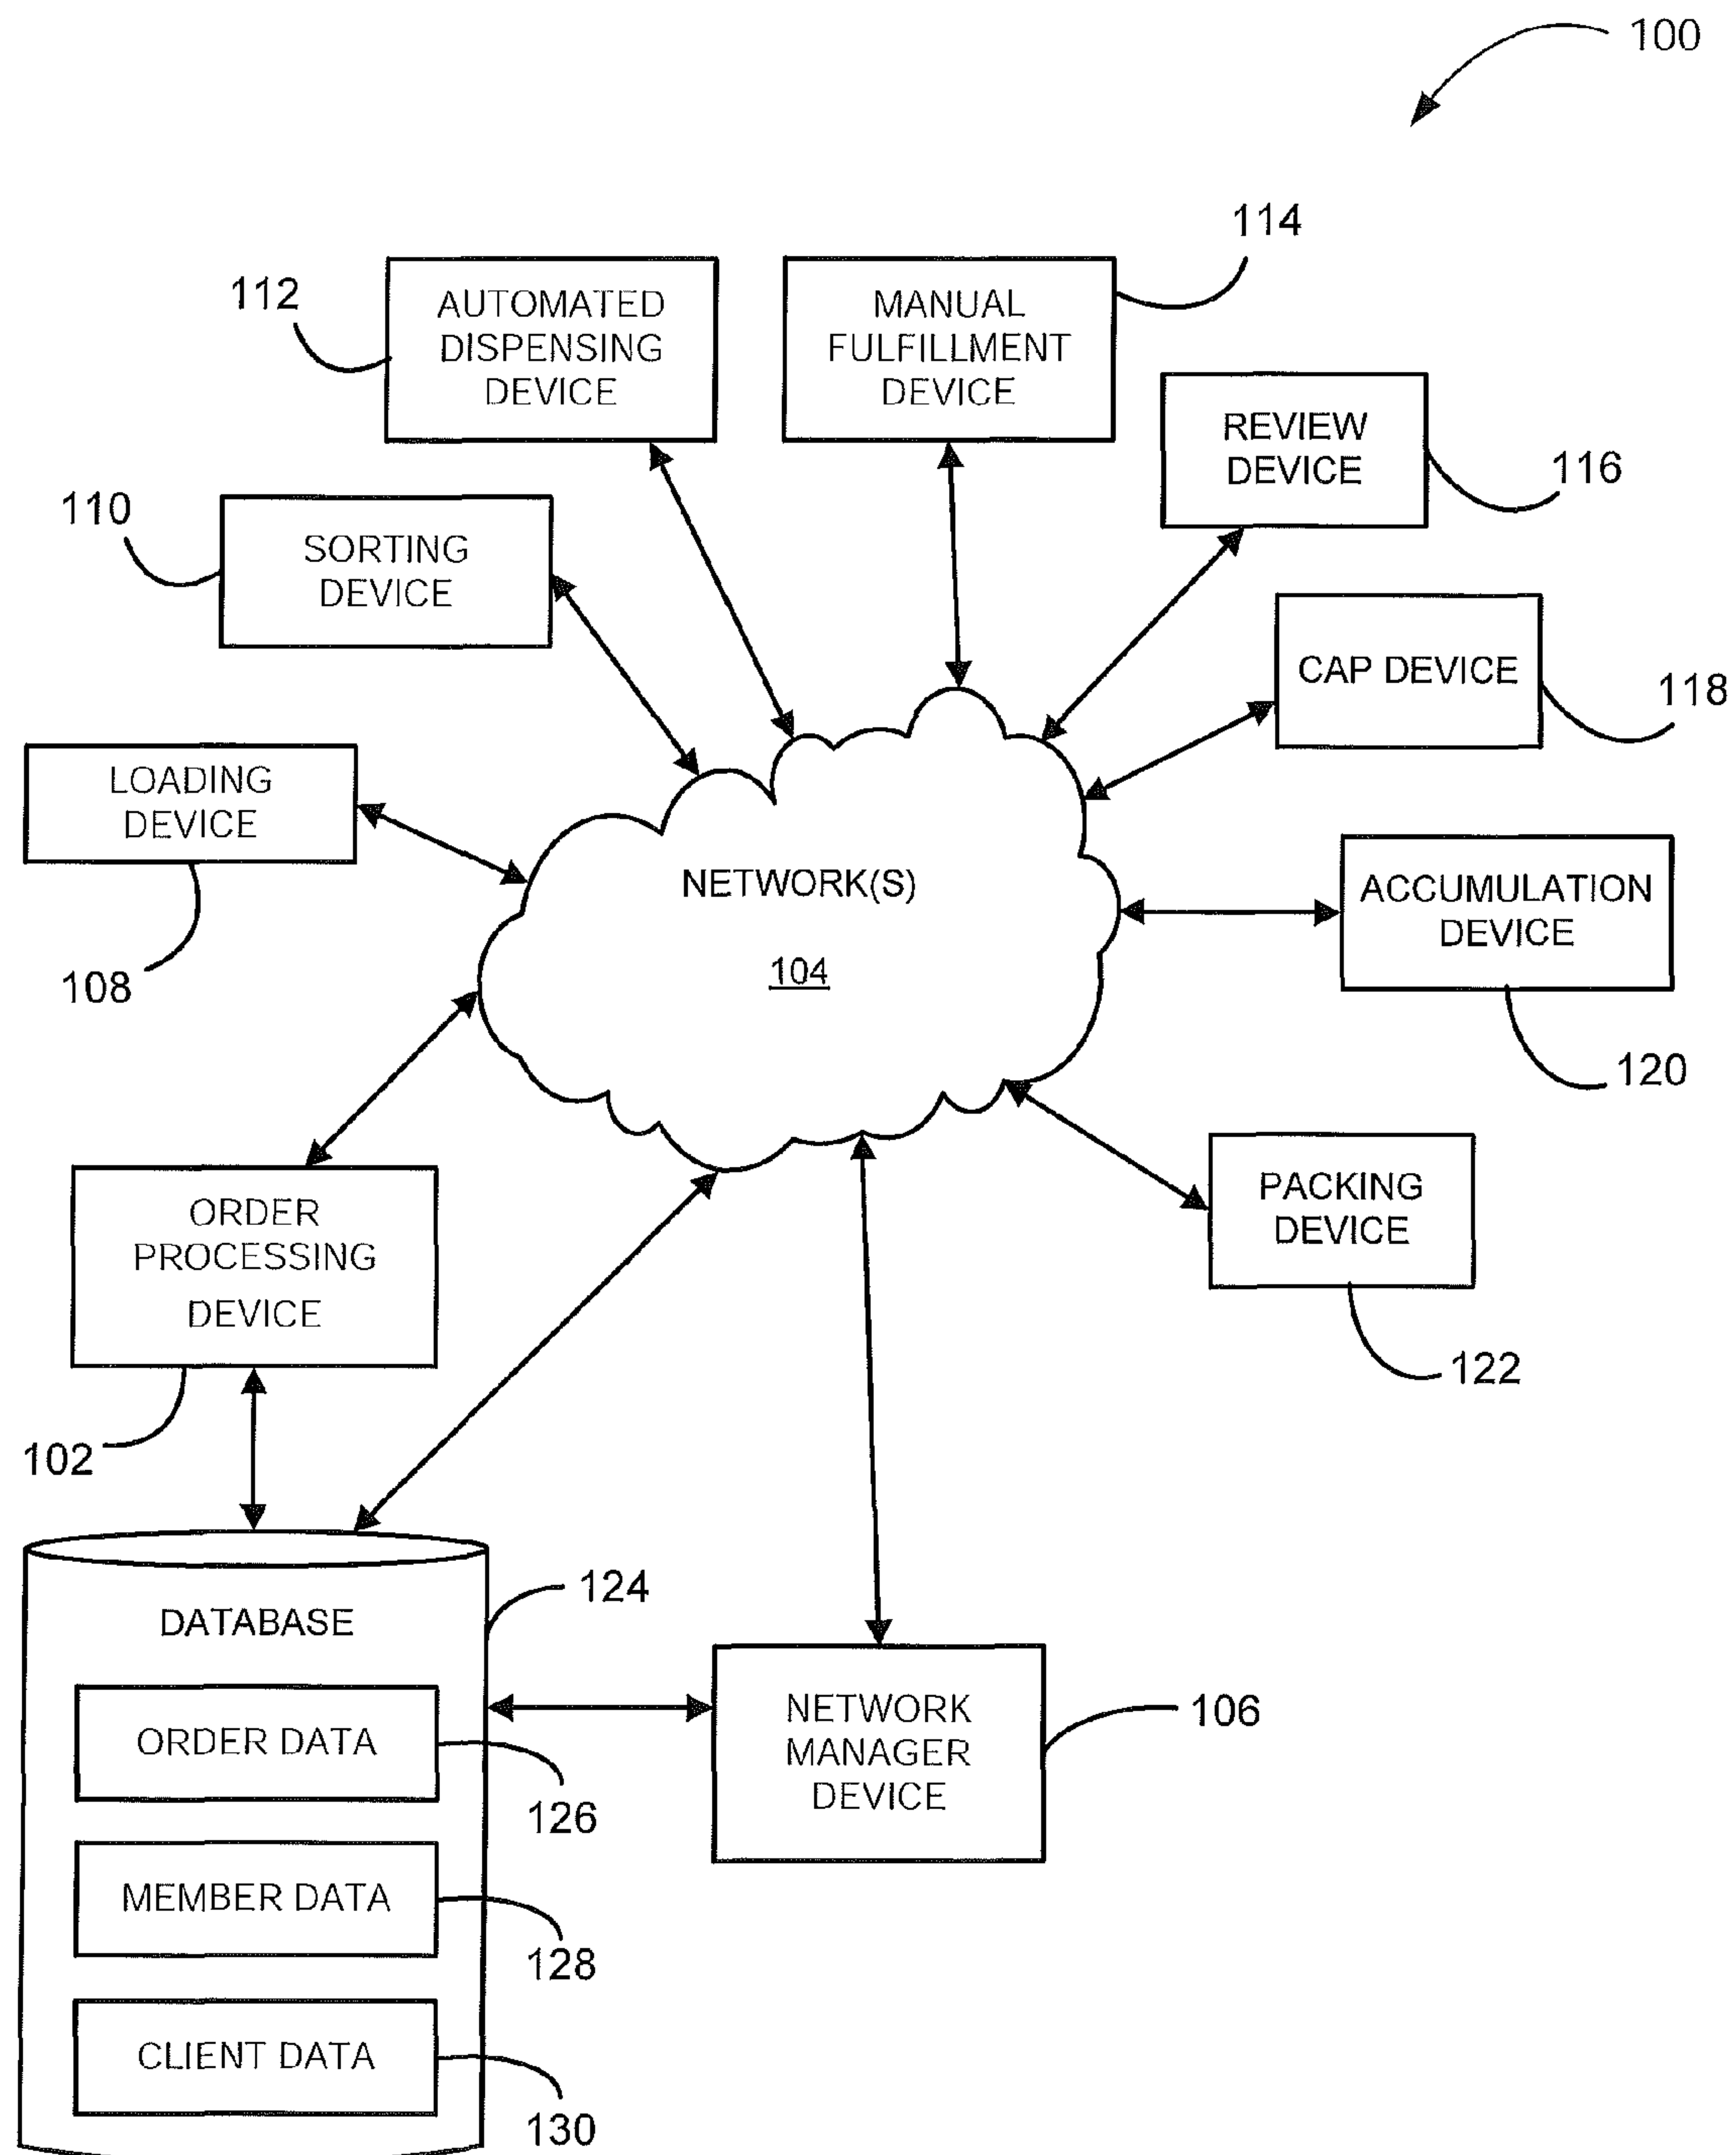 100
114
112
AUTOMATED
DISPENSING
DEVICE
MANUAL
FULFILLMENT
DEVICE
REVIEW
DEVICE
116
110
SORTING
DEVICE
CAP DEVICE
118
LOADING
DEVICE
108
NETWORK(S)
104
ACCUMULATION
DEVICE
120
ORDER
PROCESSING
DEVICE
102
PACKING
DEVICE
122
124
DATABASE
ORDER DATA
126
MEMBER DATA
128
CLIENT DATA
130
NETWORK
MANAGER
DEVICE
106